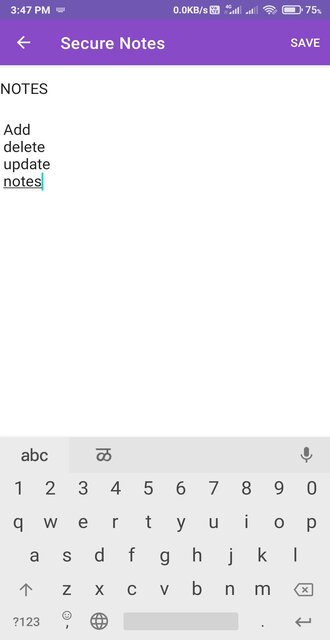 3:47 PM 0.0KB/s 4G 75%
Secure Notes SAVE
NOTES
Add
delete
update
notes
abc
1 2 3 4 5 6 7 8 9 0
q w e r t y u i o p
a s d f g h j k l
z x c v b n m
?123 , .